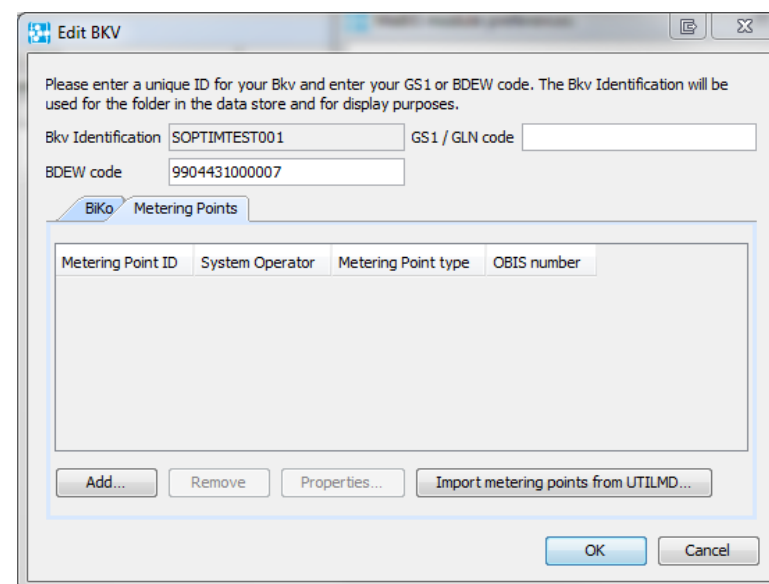 Edit BKV
Please enter a unique ID for your Bkv and enter your GS1 or BDEW code. The Bkv Identification will be
used for the folder in the data store and for display purposes.
Bkv Identification SOPTIMTEST001 GS1 / GLN code
BDEW code 9904431000007
BiKo Metering Points
Metering Point ID System Operator Metering Point type OBIS number
Add... Remove Properties... Import metering points from UTILMD...
OK Cancel